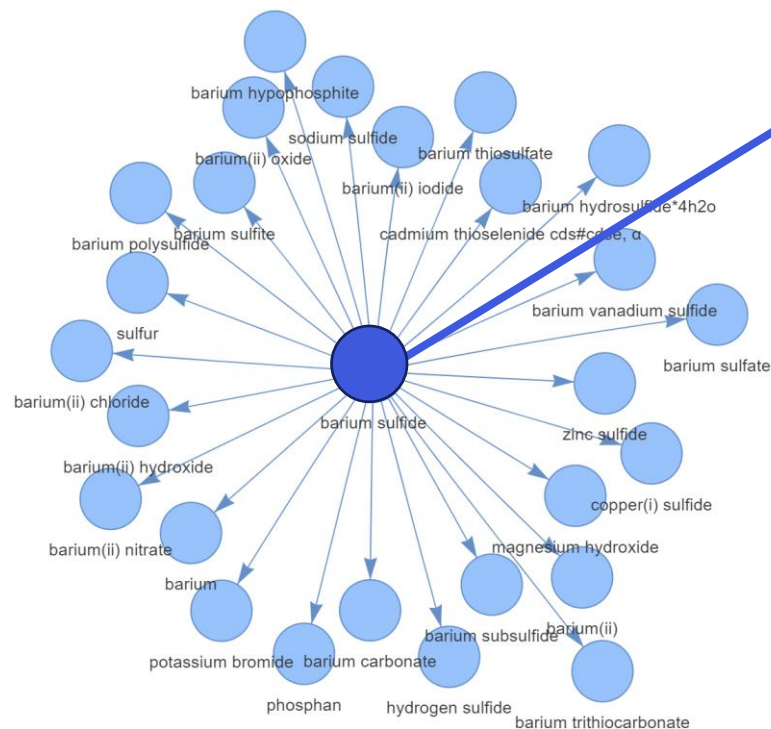 barium hypophosphite
sodium sulfide
barium(ii) oxide
barium thiosulfate
barium(ii) iodide
barium hydrosulfide*4h2o
barium sulfite
cadmium thioselenide cds#cdse, α
barium polysulfide
barium vanadium sulfide
sulfur
barium sulfate
barium(ii) chloride
barium sulfide
zinc sulfide
barium(ii) hydroxide
copper(i) sulfide
barium(ii) nitrate
magnesium hydroxide
barium
barium(ii)
barium subsulfide
potassium bromide
barium carbonate
phosphan
hydrogen sulfide
barium trithiocarbonate